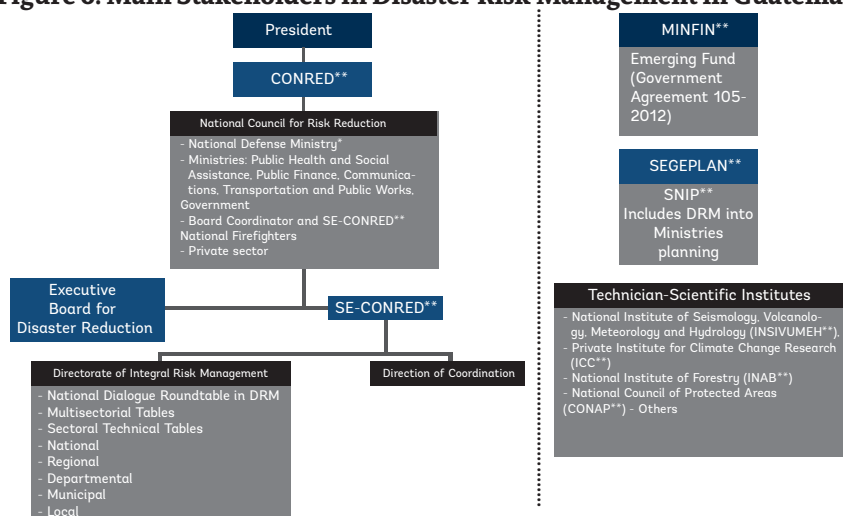 Figure 6. Main Stakeholders in Disaster Risk Management in Guatema
President
CONRED**
National Council for Risk Reduction
- National Defense Ministry*
- Ministries: Public Health and Social
Assistance, Public Finance, Communica-
tions, Transportation and Public Works,
Government
- Board Coordinator and SE-CONRED**
National Firefighters
- Private sector
Executive
Board for
Disaster Reduction
SE-CONRED**
Directorate of Integral Risk Management
- National Dialogue Roundtable in DRM
- Multisectorial Tables
- Sectoral Technical Tables
- National
- Regional
- Departmental
- Municipal
- Local
Direction of Coordination
MINFIN**
Emerging Fund
(Government
Agreement 105-
2012)
SEGEPLAN**
SNIP**
Includes DRM into
Ministries
planning
Technician-Scientific Institutes
- National Institute of Seismology, Volcanolo-
gy, Meteorology and Hydrology (INSIVUMEH**),
- Private Institute for Climate Change Research
(ICC**)
- National Institute of Forestry (INAB**)
- National Council of Protected Areas
(CONAP**) - Others